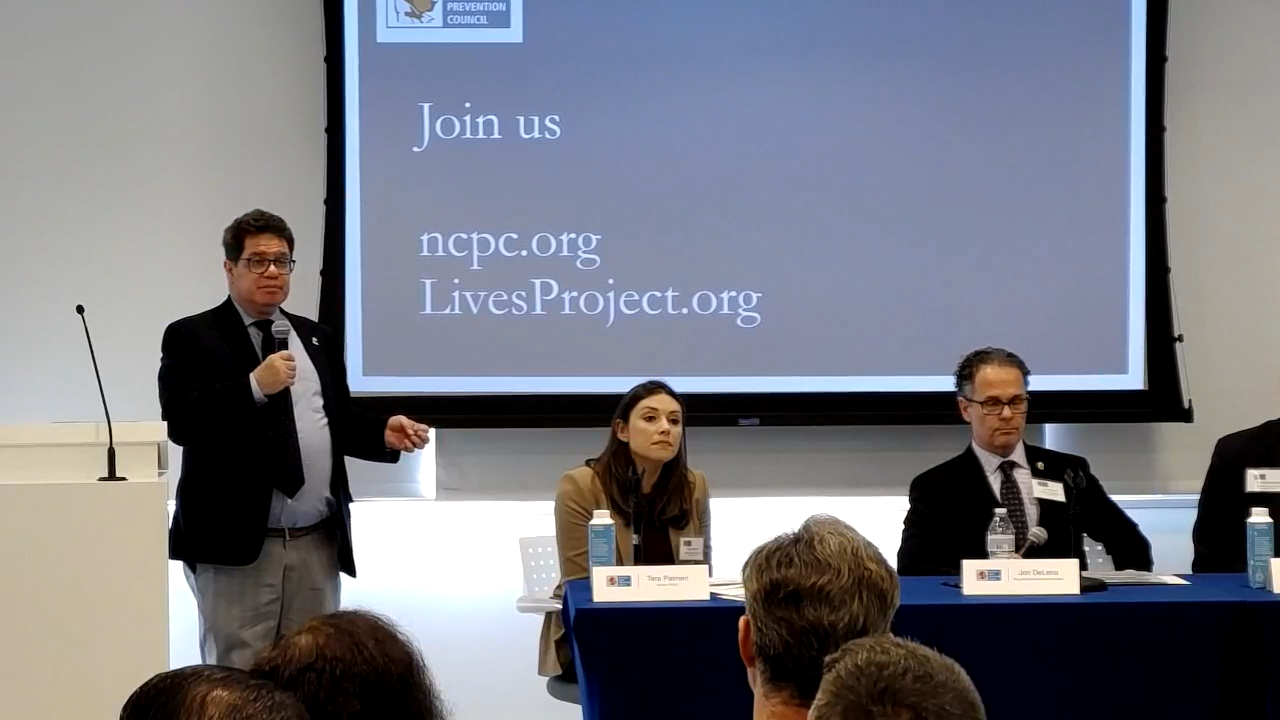 PREVENTION
COUNCIL
Join us
ncpc.org
LivesProject.org
Tara Palmeri
Jon DeLena